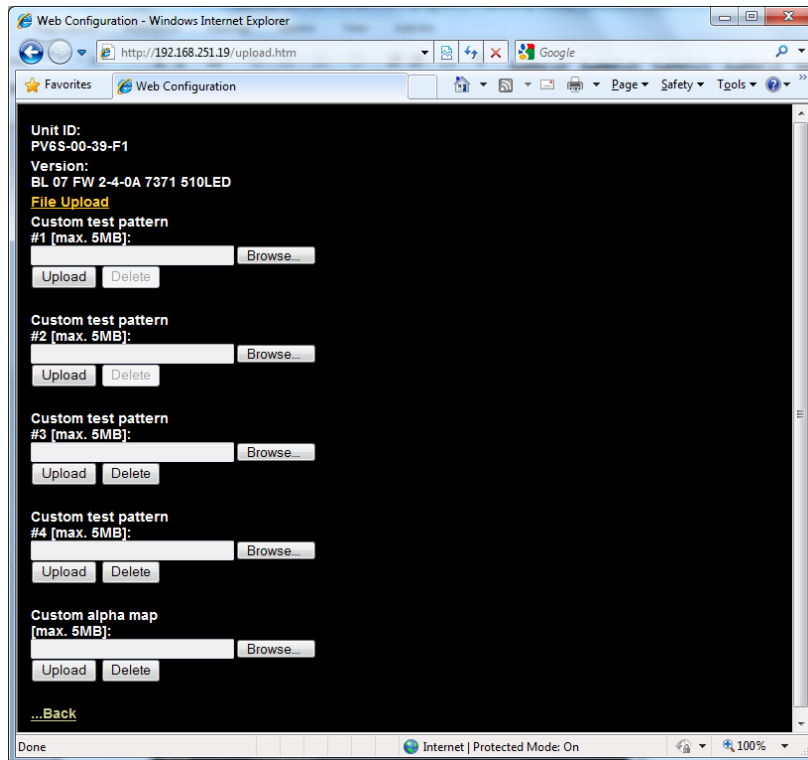 Web Configuration - Windows Internet Explorer
http://192.168.251.19/upload.htm
Google
Favorites
Web Configuration
Page
Safety
Tools
Unit ID:
PV6S-00-39-F1
Version:
BL 07 FW 2-4-0A 7371 510LED
File Upload
Custom test pattern
#1 [max. 5MB]:
Browse...
Upload Delete
Custom test pattern
#2 [max. 5MB]:
Browse...
Upload Delete
Custom test pattern
#3 [max. 5MB]:
Browse...
Upload Delete
Custom test pattern
#4 [max. 5MB]:
Browse...
Upload Delete
Custom alpha map
[max. 5MB]:
Browse...
Upload Delete
...Back
Done
Internet | Protected Mode: On
100%